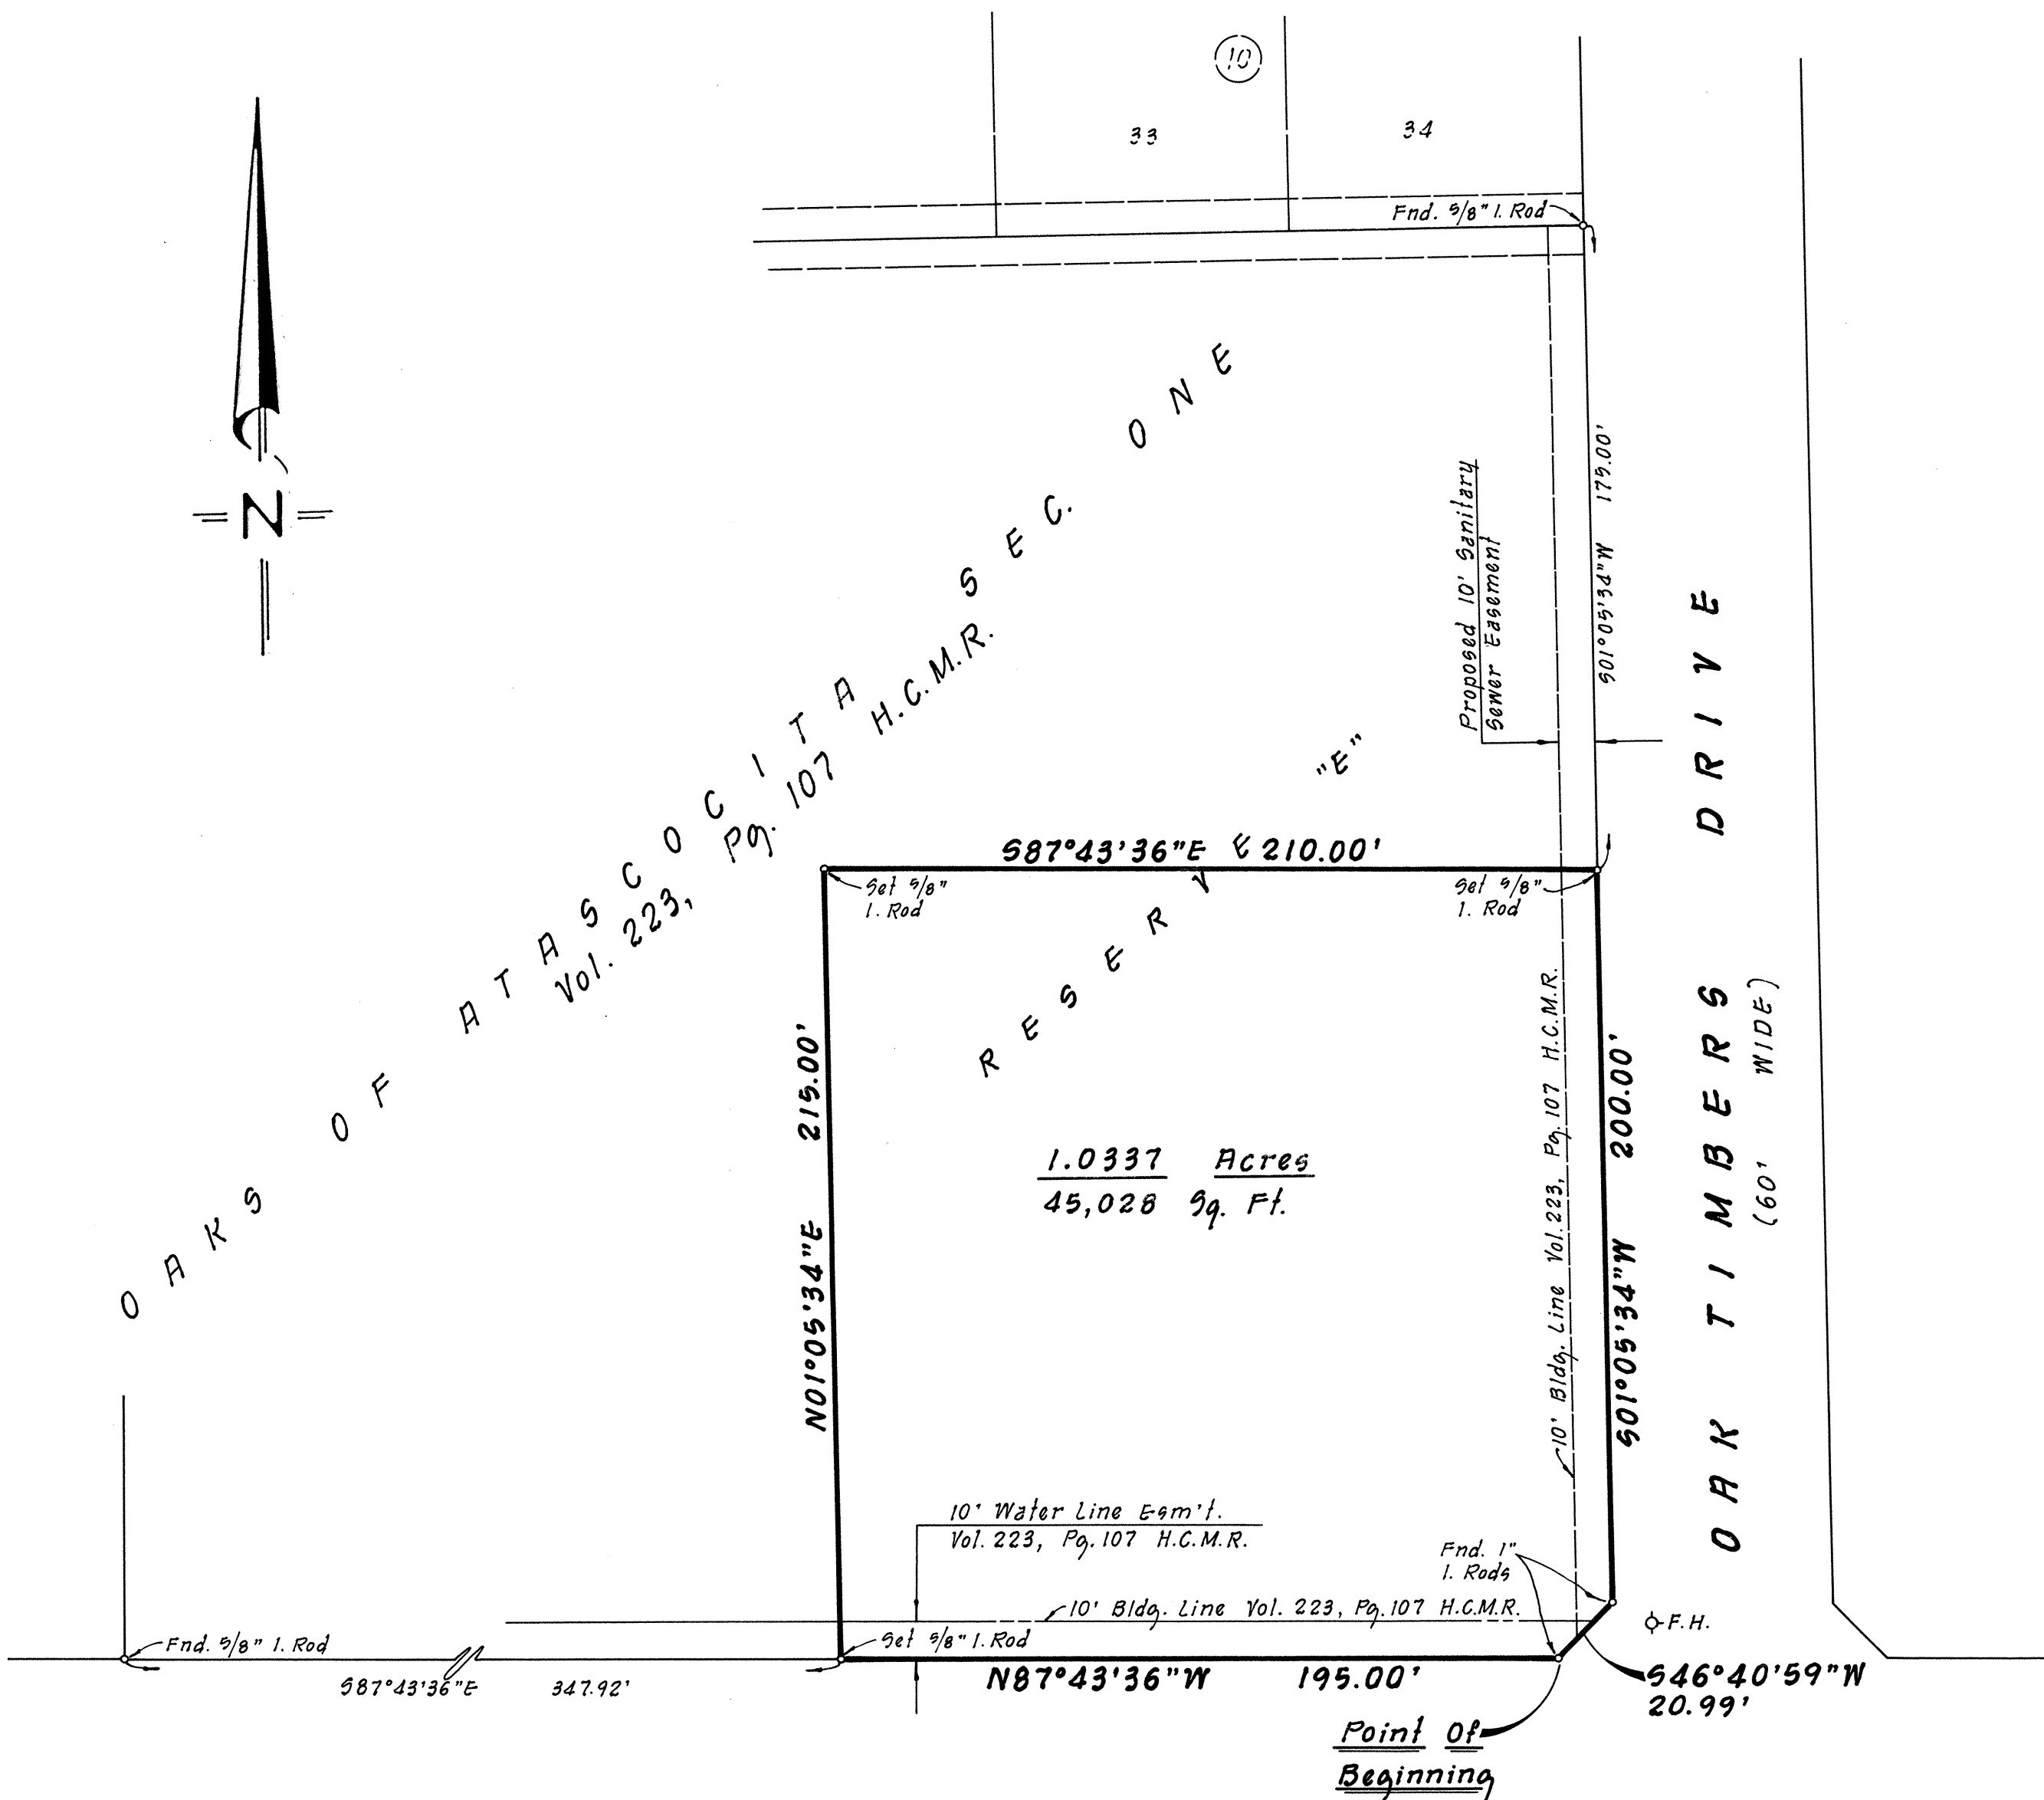 10
33
34
Fnd. 5/8" I. Rod
N
OAKS OF ATASCOCITA SEC. ONE
Vol. 223, Pg. 107 H.C.M.R.
Proposed 10' Sanitary
Sewer Easement
S01°05'34"W 175.00'
RESERVE "E"
S87°43'36"E 210.00'
Set 5/8"
I. Rod
Set 5/8"
I. Rod
N01°05'34"E 215.00'
1.0337 Acres
45,028 Sq. Ft.
10' Bldg. Line Vol. 223, Pg. 107 H.C.M.R.
S01°05'34"W 200.00'
OAK TIMBERS DRIVE
(60' WIDE)
10' Water Line Esm't.
Vol. 223, Pg. 107 H.C.M.R.
Fnd. 1"
I. Rods
10' Bldg. Line Vol. 223, Pg. 107 H.C.M.R.
F.H.
Fnd. 5/8" I. Rod
Set 5/8" I. Rod
S87°43'36"E 347.92'
N87°43'36"W 195.00'
S46°40'59"W
20.99'
Point Of
Beginning